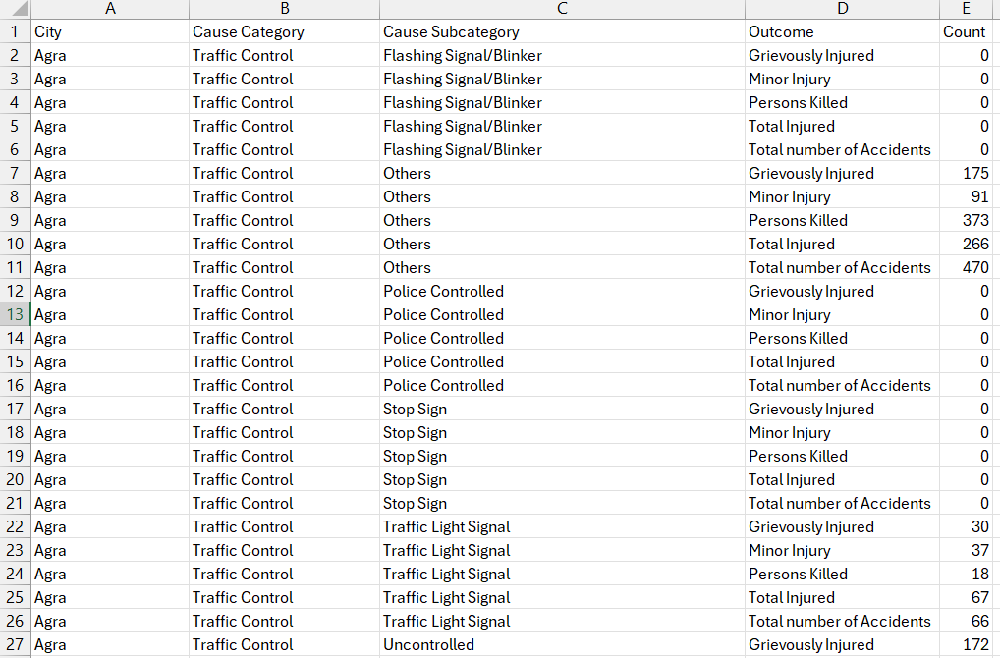 A B C D E
1 City Cause Category Cause Subcategory Outcome Count
2 Agra Traffic Control Flashing Signal/Blinker Grievously Injured 0
3 Agra Traffic Control Flashing Signal/Blinker Minor Injury 0
4 Agra Traffic Control Flashing Signal/Blinker Persons Killed 0
5 Agra Traffic Control Flashing Signal/Blinker Total Injured 0
6 Agra Traffic Control Flashing Signal/Blinker Total number of Accidents 0
7 Agra Traffic Control Others Grievously Injured 175
8 Agra Traffic Control Others Minor Injury 91
9 Agra Traffic Control Others Persons Killed 373
10 Agra Traffic Control Others Total Injured 266
11 Agra Traffic Control Others Total number of Accidents 470
12 Agra Traffic Control Police Controlled Grievously Injured 0
13 Agra Traffic Control Police Controlled Minor Injury 0
14 Agra Traffic Control Police Controlled Persons Killed 0
15 Agra Traffic Control Police Controlled Total Injured 0
16 Agra Traffic Control Police Controlled Total number of Accidents 0
17 Agra Traffic Control Stop Sign Grievously Injured 0
18 Agra Traffic Control Stop Sign Minor Injury 0
19 Agra Traffic Control Stop Sign Persons Killed 0
20 Agra Traffic Control Stop Sign Total Injured 0
21 Agra Traffic Control Stop Sign Total number of Accidents 0
22 Agra Traffic Control Traffic Light Signal Grievously Injured 30
23 Agra Traffic Control Traffic Light Signal Minor Injury 37
24 Agra Traffic Control Traffic Light Signal Persons Killed 18
25 Agra Traffic Control Traffic Light Signal Total Injured 67
26 Agra Traffic Control Traffic Light Signal Total number of Accidents 66
27 Agra Traffic Control Uncontrolled Grievously Injured 172